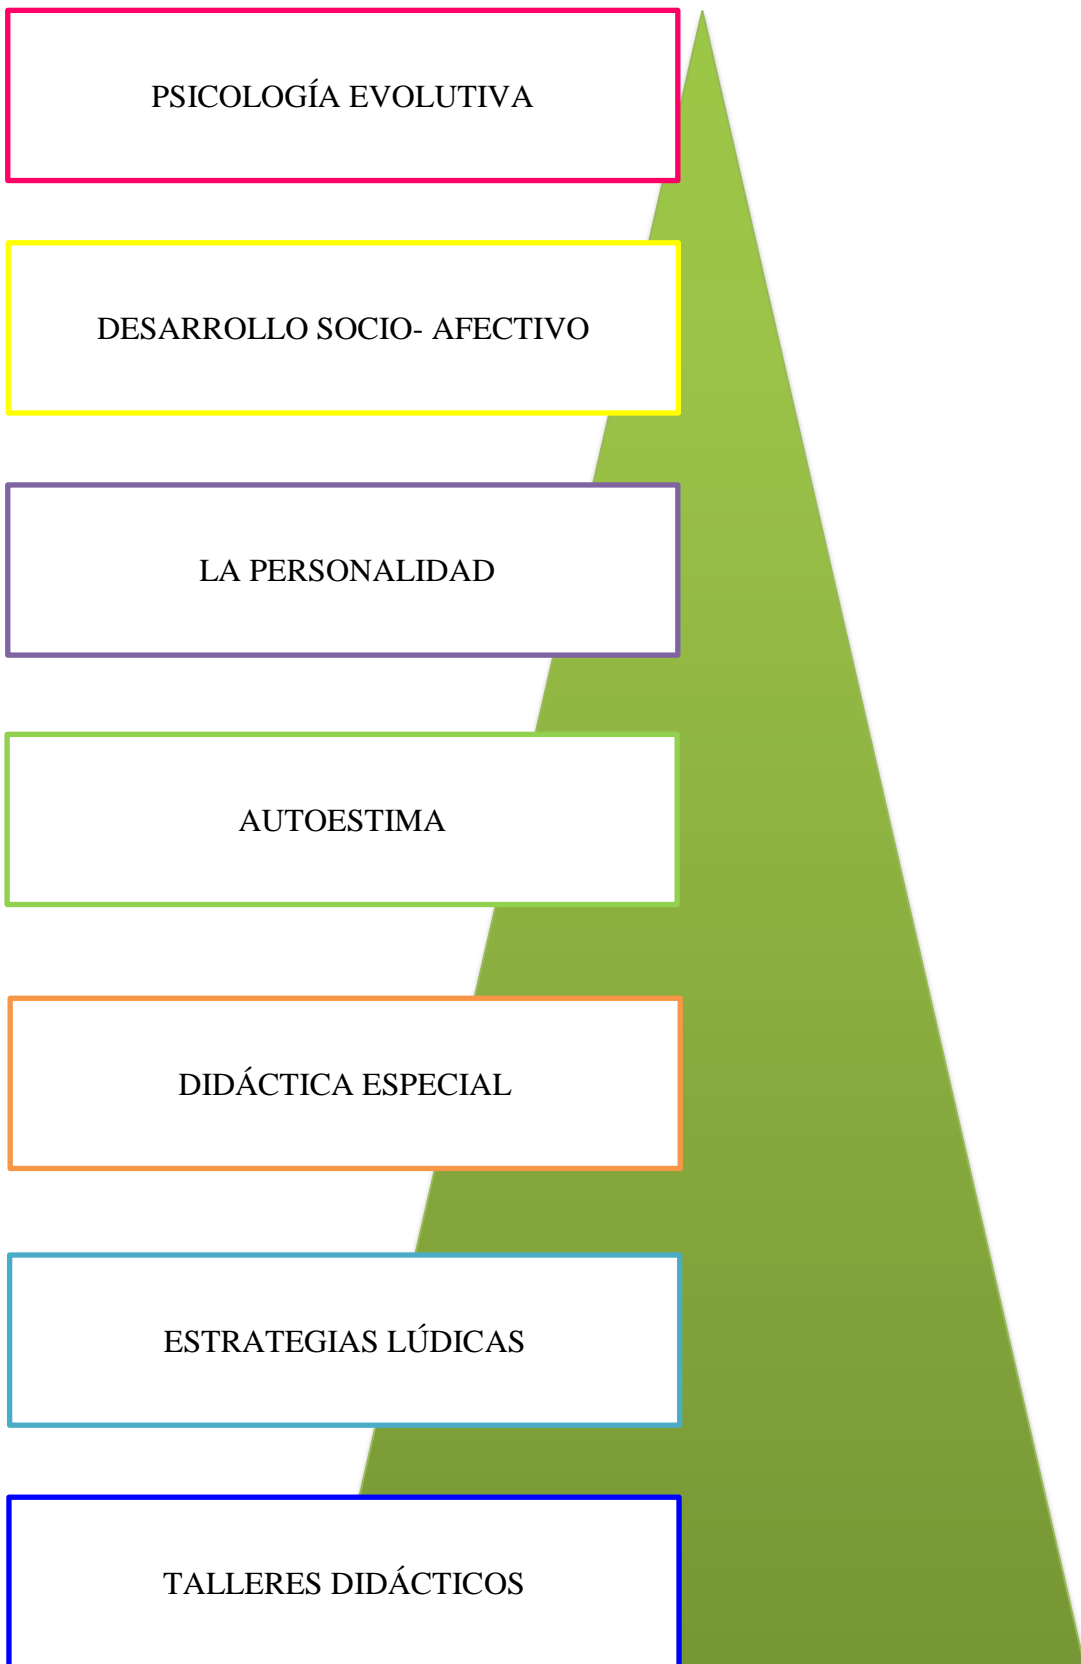 PSICOLOGÍA EVOLUTIVA
DESARROLLO SOCIO- AFECTIVO
LA PERSONALIDAD
AUTOESTIMA
DIDÁCTICA ESPECIAL
ESTRATEGIAS LÚDICAS
TALLERES DIDÁCTICOS